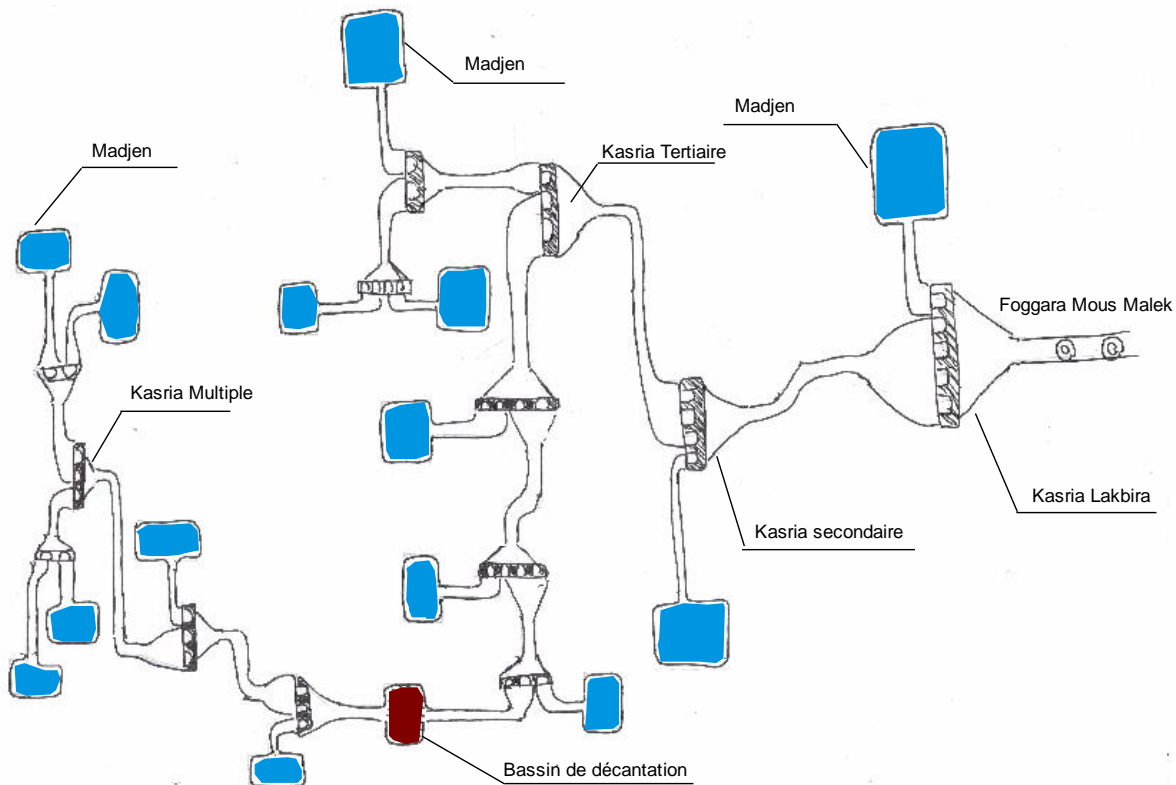 Madjen
Madjen
Madjen
Kasria Tertiaire
Foggara Mous Malek
Kasria Multiple
Kasria Lakbira
Kasria secondaire
Bassin de décantation